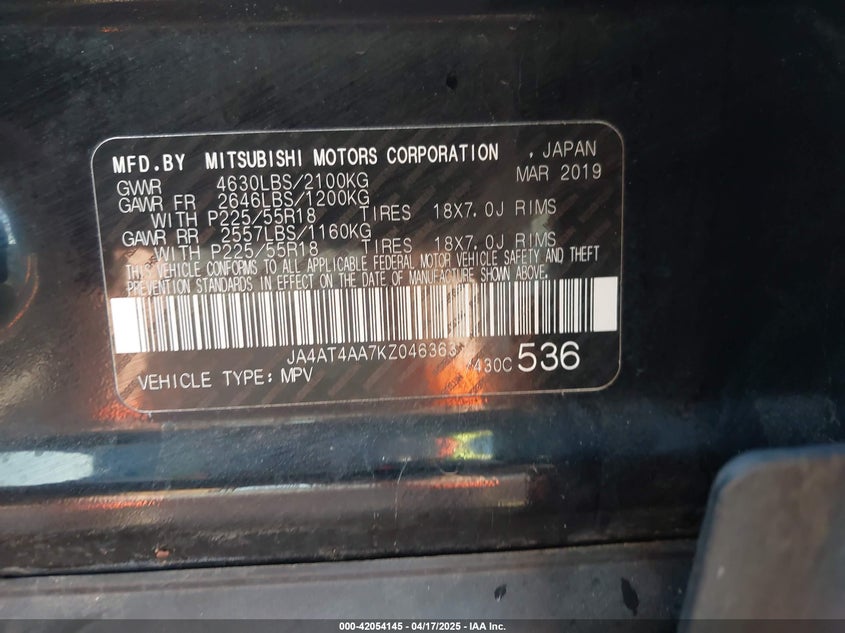 MFD.BY MITSUBISHI MOTORS CORPORATION , JAPAN
GWWR 4630LBS/2100KG MAR 2019
GAWR FR 2646LBS/1200KG
WITH P225/55R18 TIRES 18X7.0J RIMS
GAWR RR 2557LBS/1160KG
WITH P225/55R18 TIRES 18X7.0J RIMS
THIS VEHICLE CONFORMS TO ALL APPLICABLE FEDERAL MOTOR VEHICLE SAFETY AND THEFT
PREVENTION STANDARDS IN EFFECT ON THE DATE OF MANUFACTURE SHOWN ABOVE.
JA4AT4AA7KZ046363
430C 536
VEHICLE TYPE: MPV
000-42054145 - 04/17/2025 - IAA Inc.